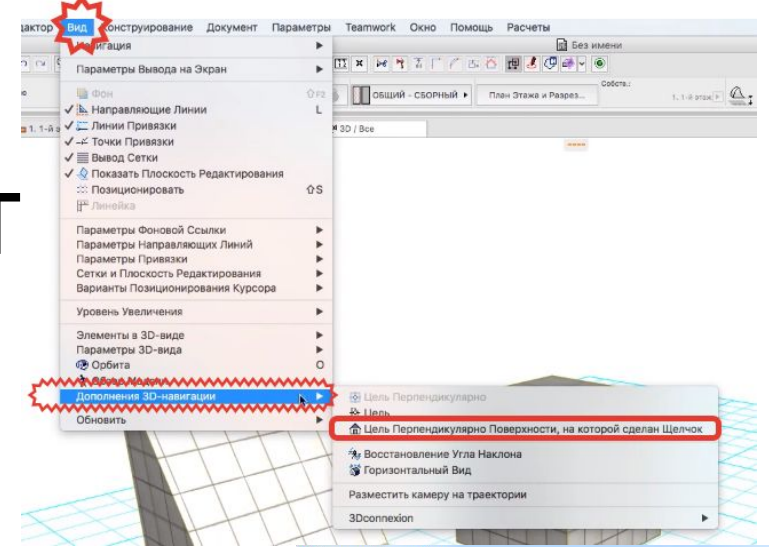 Вид Конструирование Документ Параметры Teamwork Окно Помощь Расчеты
Без имени
Навигация
Параметры Вывода на Экран
Фон ⇧F2
ОБЩИЙ - СБОРНЫЙ
План Этажа и Разрез...
✓ Направляющие Линии L
✓ Линии Привязки
3D / Все
✓ Точки Привязки
✓ Вывод Сетки
✓ Показать Плоскость Редактирования
Позиционировать ⇧S
Линейка
Параметры Фоновой Ссылки
Параметры Направляющих Линий
Параметры Привязки
Сетки и Плоскость Редактирования
Варианты Позиционирования Курсора
Уровень Увеличения
Элементы в 3D-виде
Параметры 3D-вида
Орбита O
Дополнения 3D-навигации
Обновить
Цель Перпендикулярно
Цель
Цель Перпендикулярно Поверхности, на которой сделан Щелчок
Восстановление Угла Наклона
Горизонтальный Вид
Разместить камеру на траектории
3Dconnexion